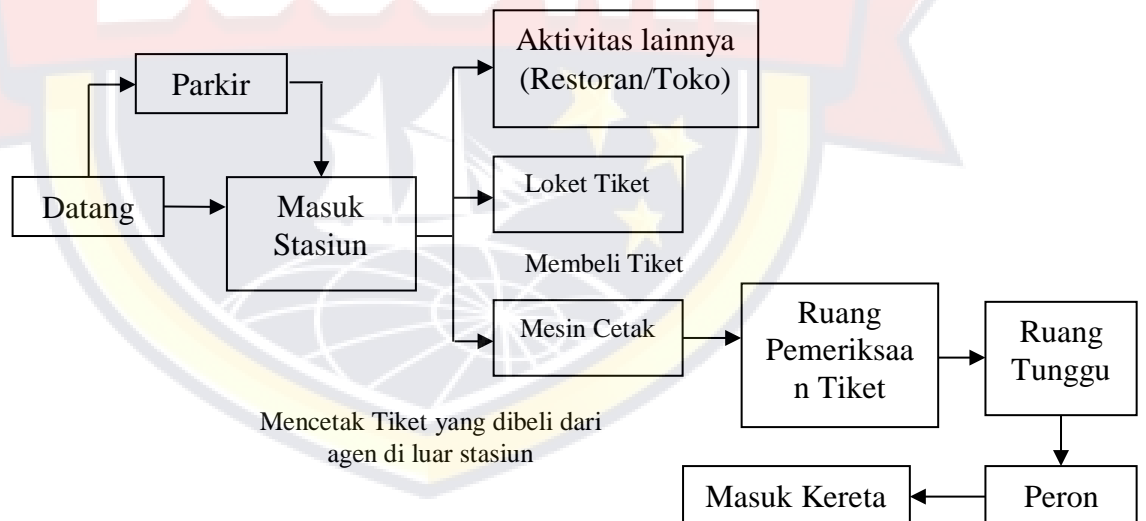 Aktivitas lainnya
(Restoran/Toko)
Parkir
Loket Tiket
Datang
Masuk
Stasiun
Membeli Tiket
Mesin Cetak
Ruang
Pemeriksaa
n Tiket
Ruang
Tunggu
Mencetak Tiket yang dibeli dari
agen di luar stasiun
Masuk Kereta
Peron